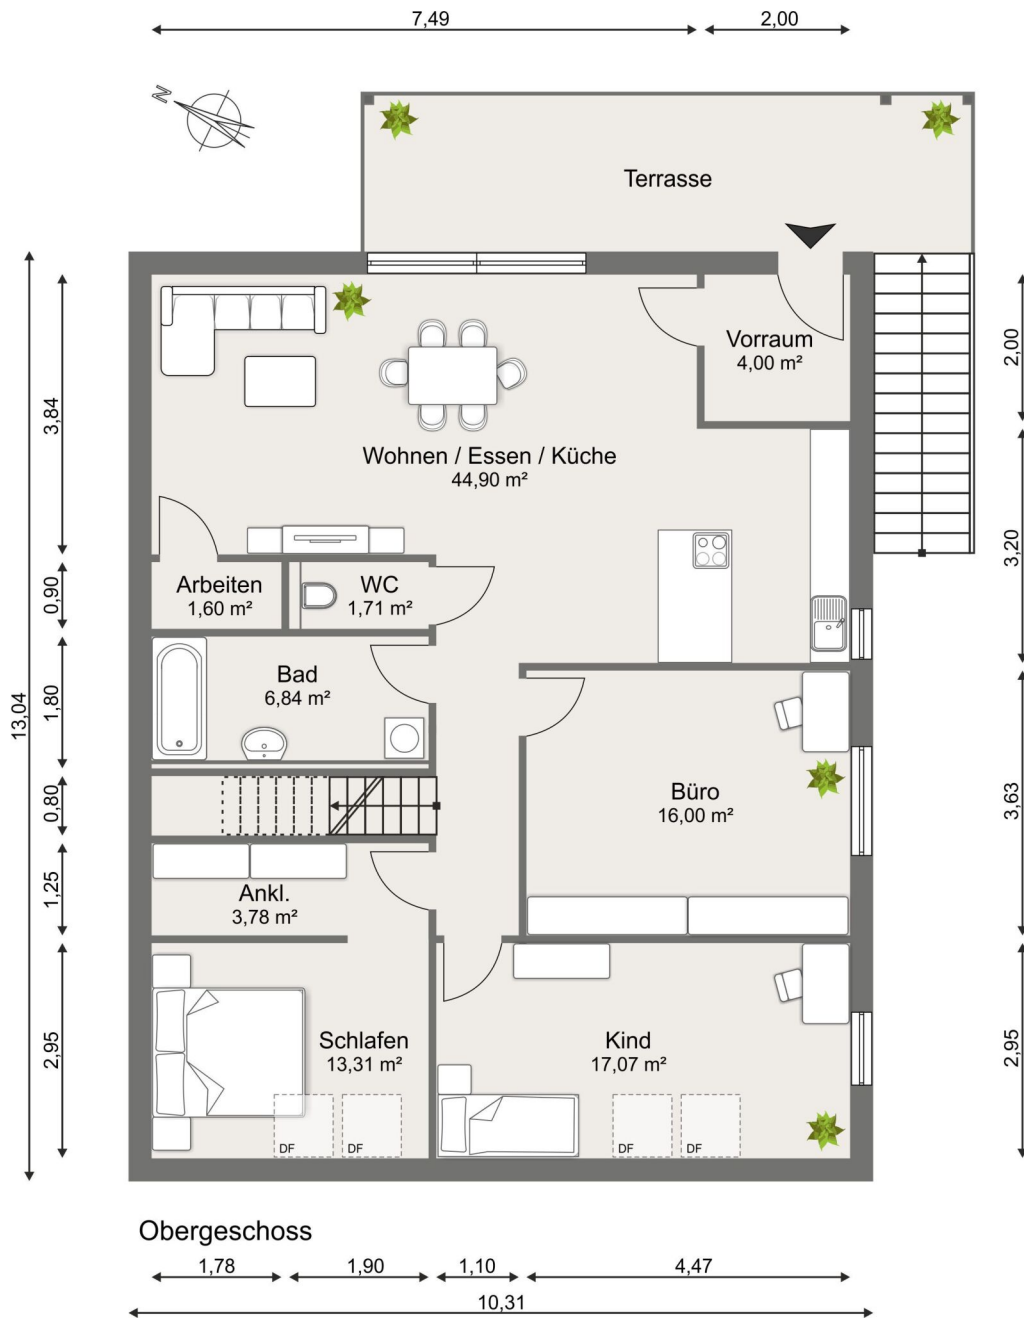 7,49
2,00
N
Terrasse
Vorraum
4,00 m²
2,00
3,84
Wohnen / Essen / Küche
44,90 m²
3,20
0,90
Arbeiten
1,60 m²
WC
1,71 m²
Bad
6,84 m²
1,80
13,04
Büro
16,00 m²
3,63
0,80
1,25
Ankl.
3,78 m²
2,95
Schlafen
13,31 m²
Kind
17,07 m²
2,95
DF
DF
DF
DF
Obergeschoss
1,78
1,90
1,10
4,47
10,31